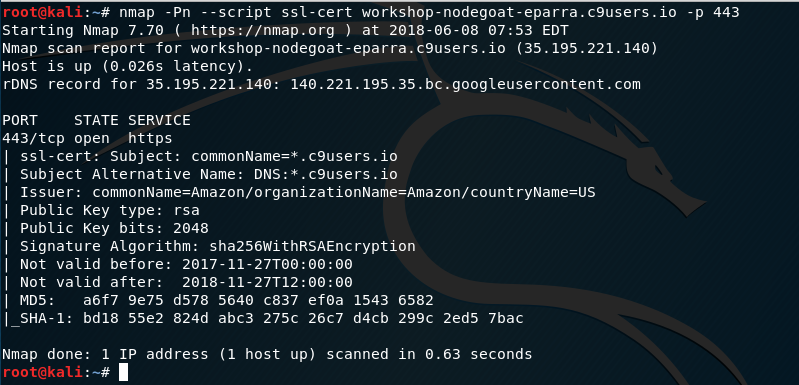 root@kali:~# nmap -Pn --script ssl-cert workshop-nodegoat-eparra.c9users.io -p 443
Starting Nmap 7.70 ( https://nmap.org ) at 2018-06-08 07:53 EDT
Nmap scan report for workshop-nodegoat-eparra.c9users.io (35.195.221.140)
Host is up (0.026s latency).
rDNS record for 35.195.221.140: 140.221.195.35.bc.googleusercontent.com

PORT    STATE SERVICE
443/tcp open  https
| ssl-cert: Subject: commonName=*.c9users.io
| Subject Alternative Name: DNS:*.c9users.io
| Issuer: commonName=Amazon/organizationName=Amazon/countryName=US
| Public Key type: rsa
| Public Key bits: 2048
| Signature Algorithm: sha256WithRSAEncryption
| Not valid before: 2017-11-27T00:00:00
| Not valid after:  2018-11-27T12:00:00
| MD5:   a6f7 9e75 d578 5640 c837 ef0a 1543 6582
|_SHA-1: bd18 55e2 824d abc3 275c 26c7 d4cb 299c 2ed5 7bac

Nmap done: 1 IP address (1 host up) scanned in 0.63 seconds
root@kali:~#